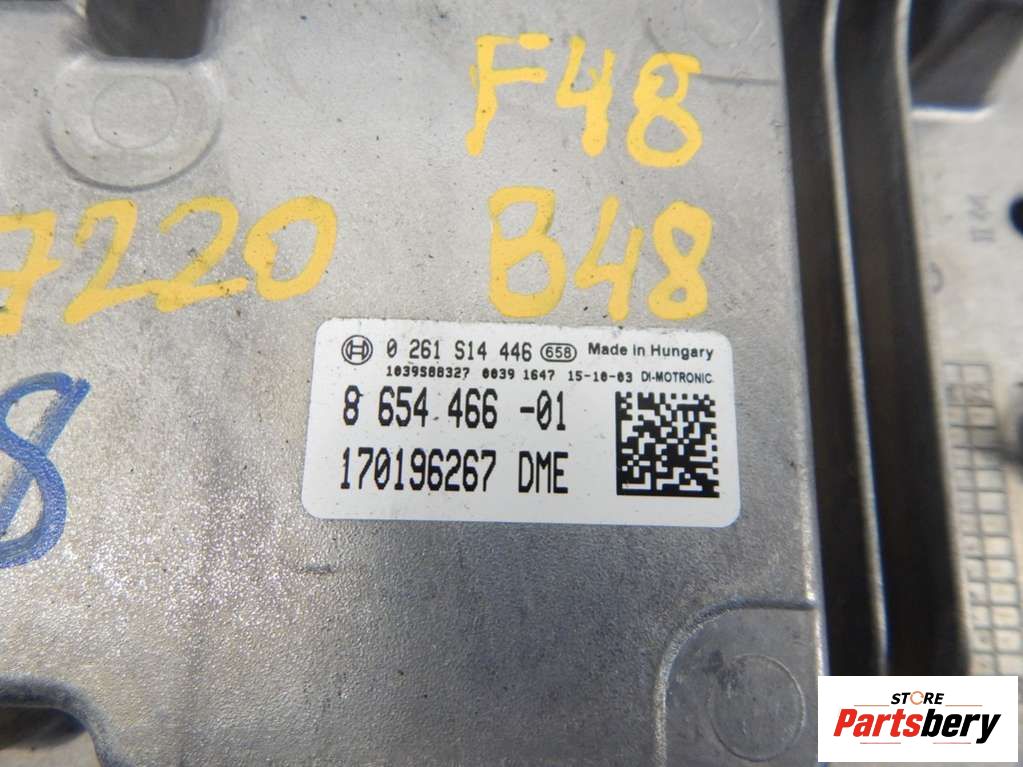 F48
7220 B48
0 261 S14 446 658 Made in Hungary
1039S88327 0039 1647 15-10-03 DI-MOTRONIC
8 654 466 -01
170196267 DME
8
STORE
Partsbery